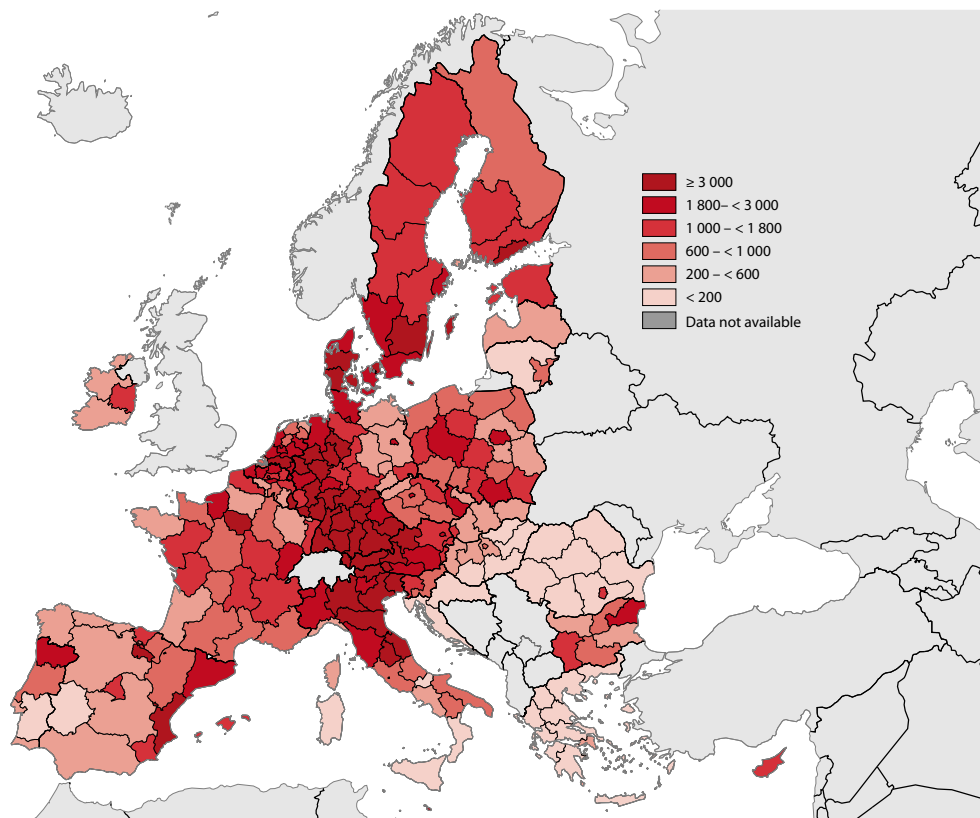 ≥ 3 000
1 800– < 3 000
1 000 – < 1 800
600 – < 1 000
200 – < 600
< 200
Data not available